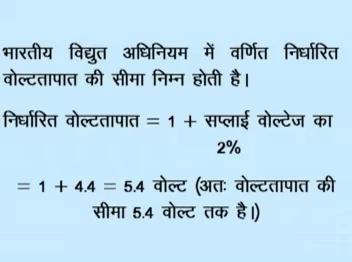 भारतीय विद्युत अधिनियम में वर्णित निर्धारित
वोल्टतापात की सीमा निम्न होती है।
निर्धारित वोल्टतापात = 1 + सप्लाई वोल्टेज का
2%
= 1 + 4.4 = 5.4 वोल्ट (अतः वोल्टतापात की
सीमा 5.4 वोल्ट तक है।)